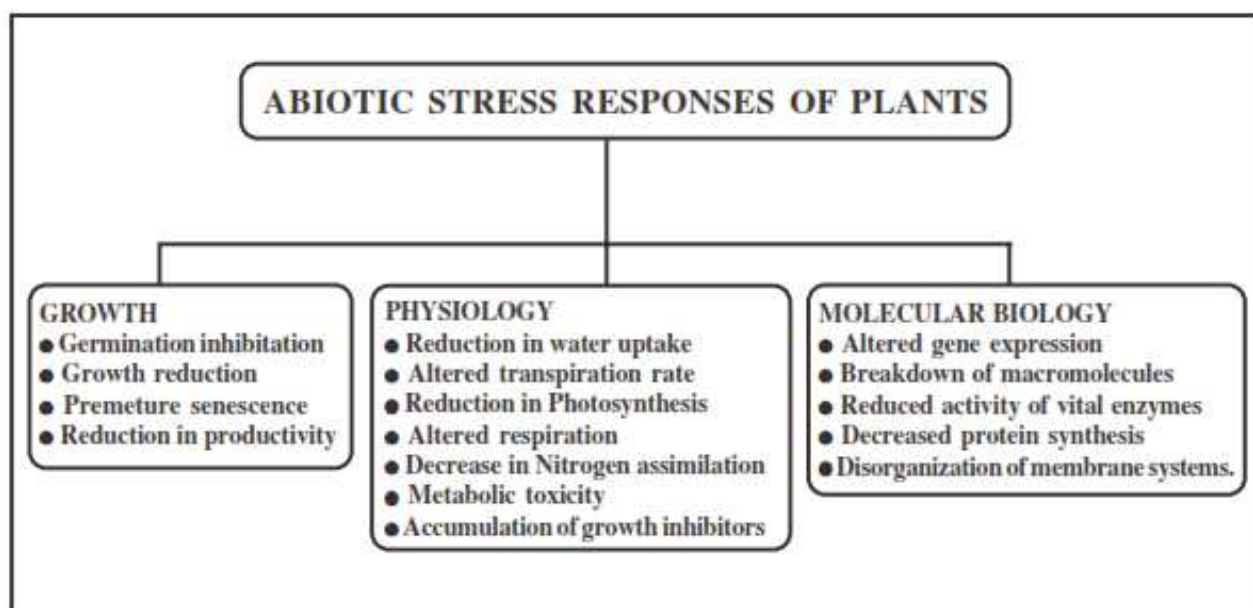 ABIOTIC STRESS RESPONSES OF PLANTS
GROWTH
● Germination inhibitation
● Growth reduction
● Premeture senescence
● Reduction in productivity
PHYSIOLOGY
● Reduction in water uptake
● Altered transpiration rate
● Reduction in Photosynthesis
● Altered respiration
● Decrease in Nitrogen assimilation
● Metabolic toxicity
● Accumulation of growth inhibitors
MOLECULAR BIOLOGY
● Altered gene expression
● Breakdown of macromolecules
● Reduced activity of vital enzymes
● Decreased protein synthesis
● Disorganization of membrane systems.